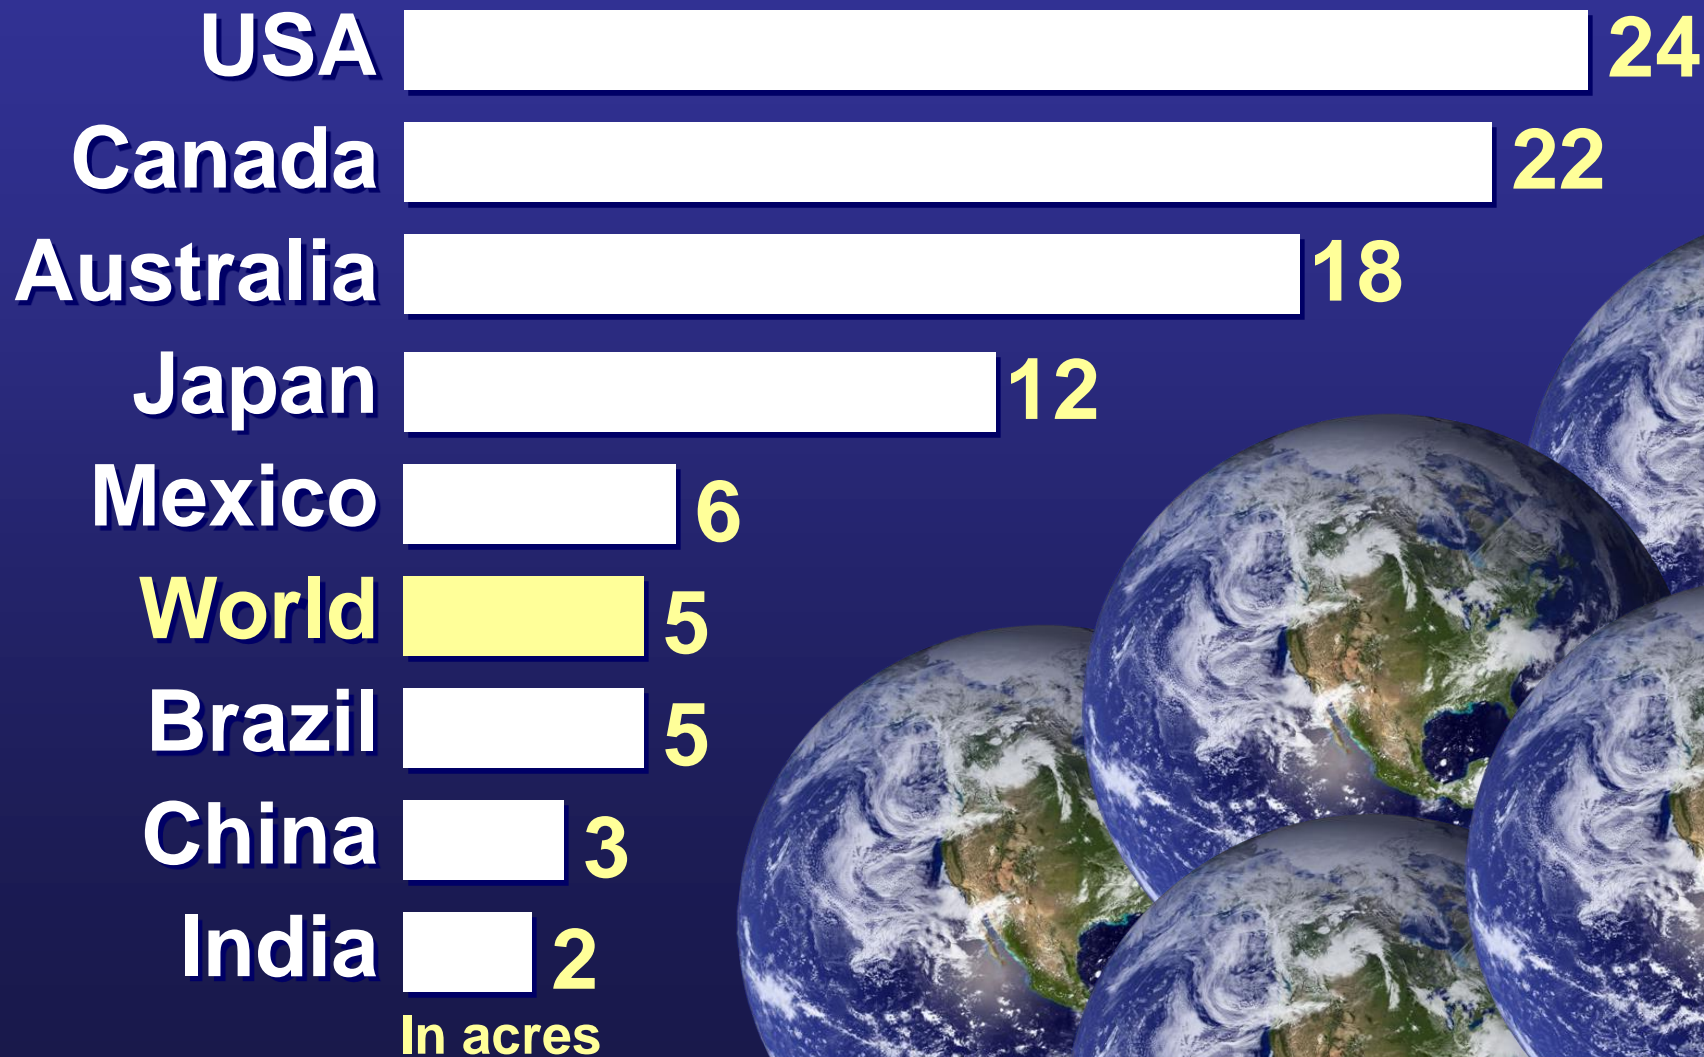 USA 24
Canada 22
Australia 18
Japan 12
Mexico 6
World 5
Brazil 5
China 3
India 2
In acres